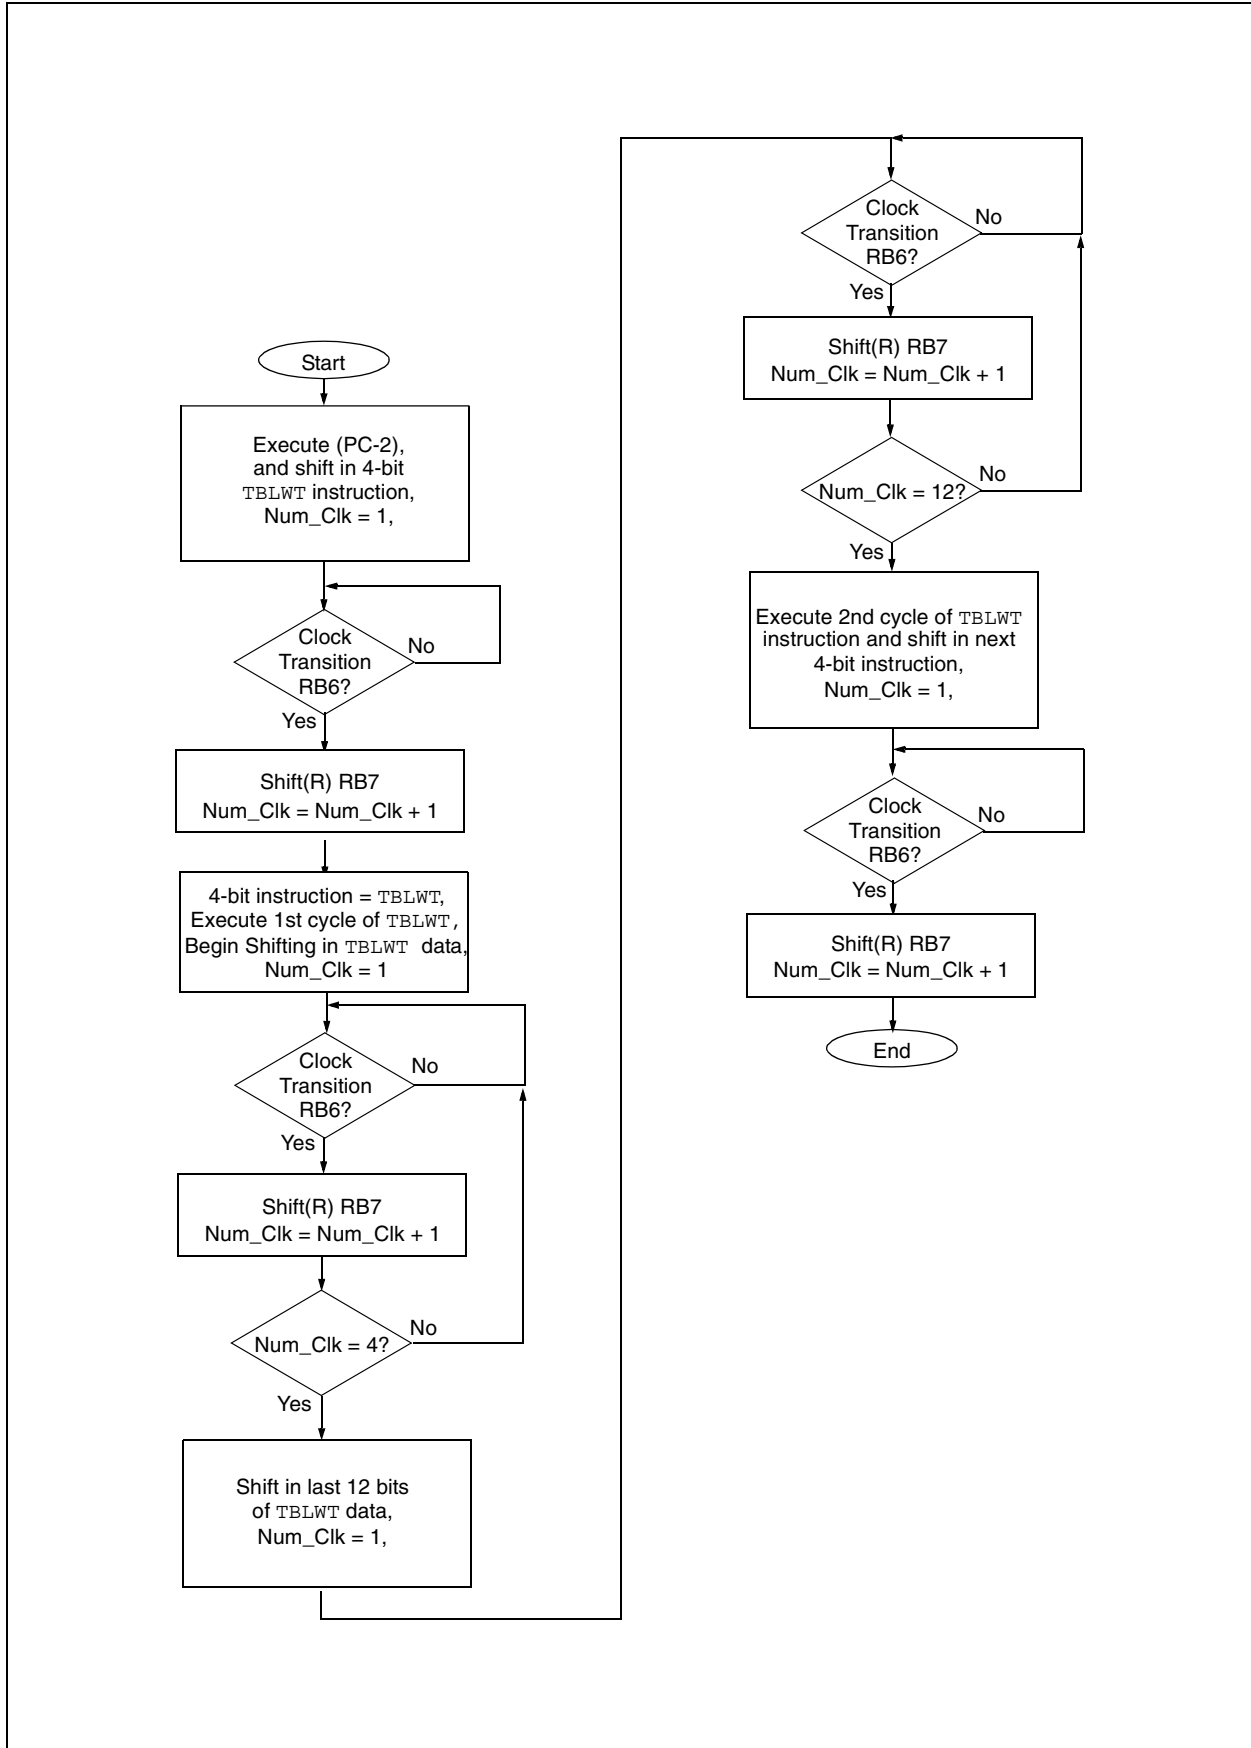 Start
Execute (PC-2),
and shift in 4-bit
TBLWT instruction,
Num_Clk = 1,
Clock
Transition
RB6?
No
Yes
Shift(R) RB7
Num_Clk = Num_Clk + 1
4-bit instruction = TBLWT,
Execute 1st cycle of TBLWT,
Begin Shifting in TBLWT data,
Num_Clk = 1
Clock
Transition
RB6?
No
Yes
Shift(R) RB7
Num_Clk = Num_Clk + 1
Num_Clk = 4?
No
Yes
Shift in last 12 bits
of TBLWT data,
Num_Clk = 1,
Clock
Transition
RB6?
No
Yes
Shift(R) RB7
Num_Clk = Num_Clk + 1
Num_Clk = 12?
No
Yes
Execute 2nd cycle of TBLWT
instruction and shift in next
4-bit instruction,
Num_Clk = 1,
Clock
Transition
RB6?
No
Yes
Shift(R) RB7
Num_Clk = Num_Clk + 1
End